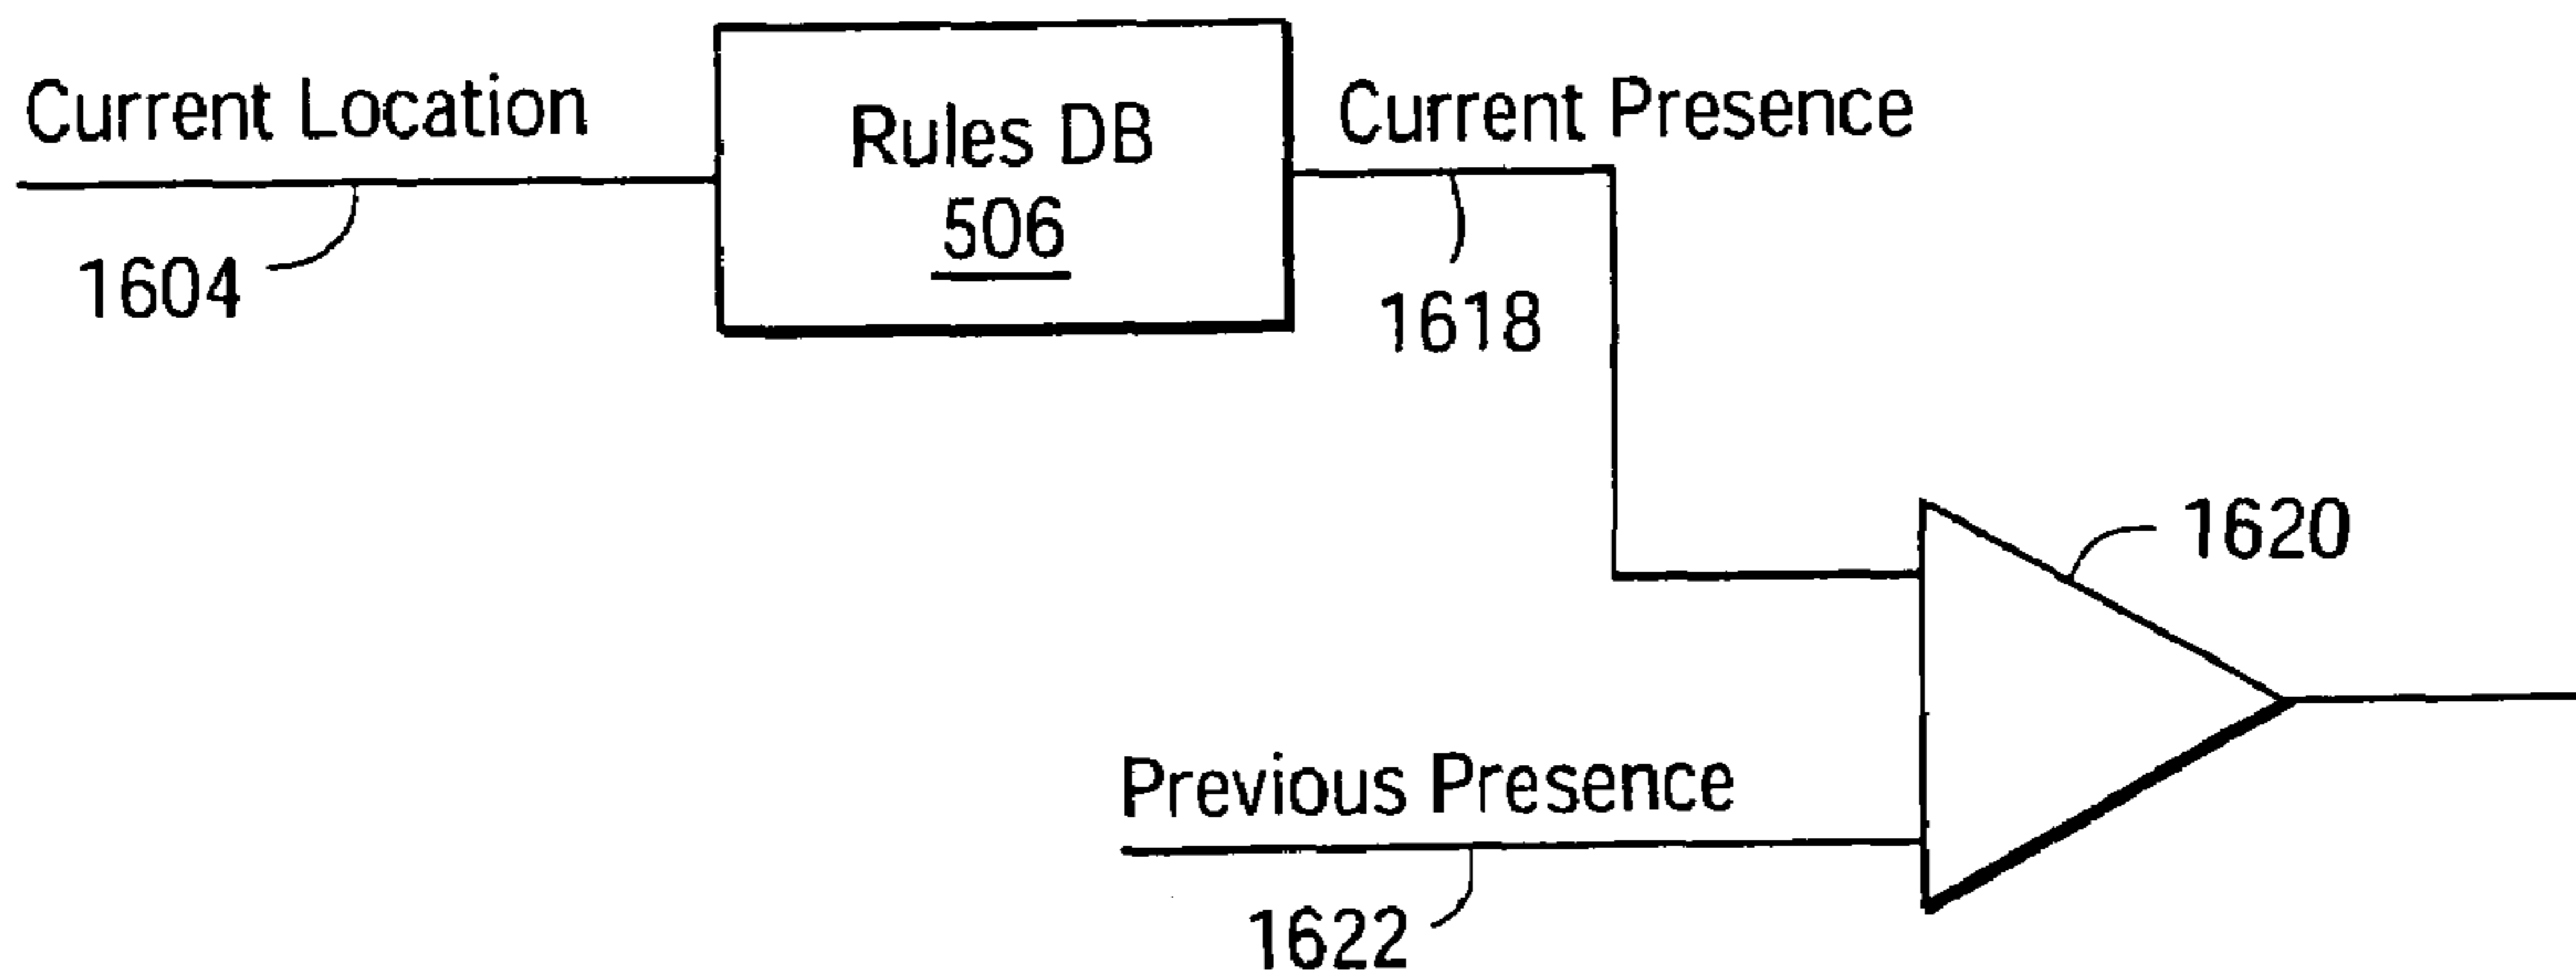 Current Location
Rules DB
506
Current Presence
1604
1618
1620
Previous Presence
1622